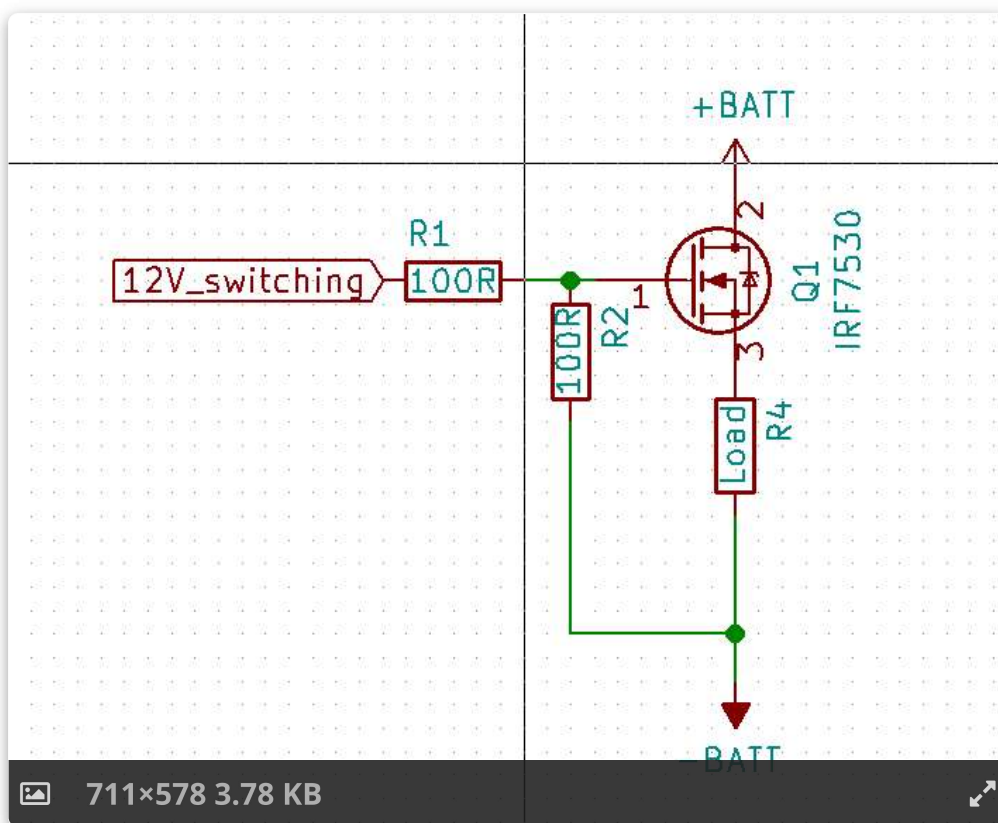 +BATT
2
R1
12V_switching
100R
1
Q1
IRF7530
100R
R2
3
Load
R4
-BATT
711×578 3.78 KB